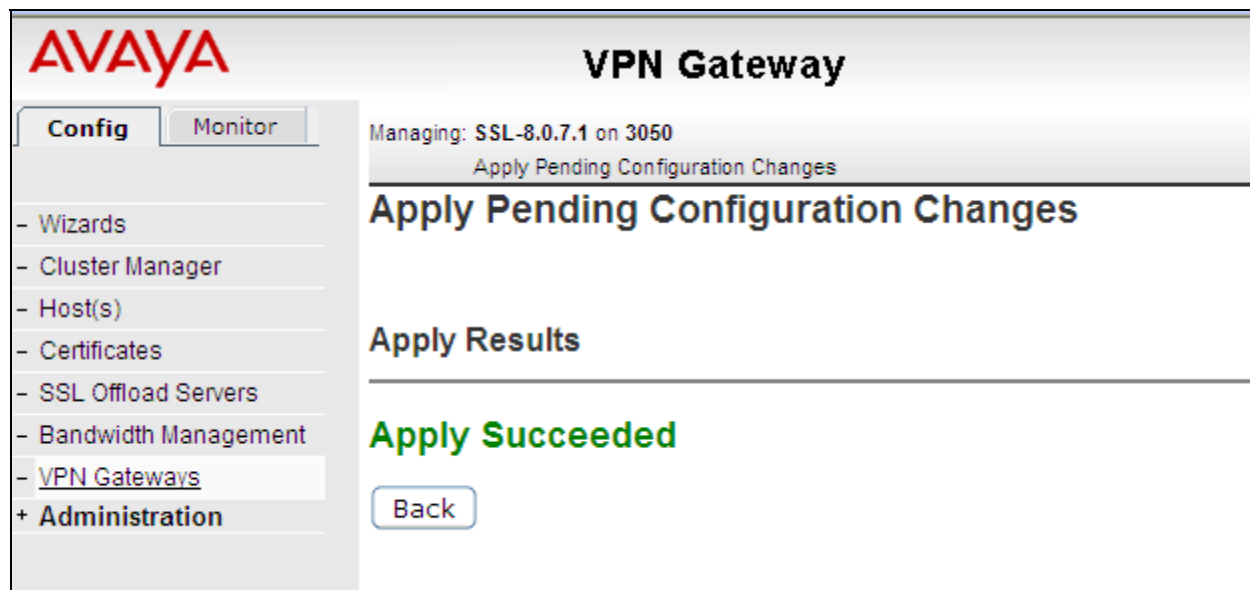 AVAYA
VPN Gateway
Config
Monitor
Managing: SSL-8.0.7.1 on 3050
Apply Pending Configuration Changes
– Wizards
– Cluster Manager
– Host(s)
– Certificates
– SSL Offload Servers
– Bandwidth Management
– VPN Gateways
+ Administration
Apply Pending Configuration Changes
Apply Results
Apply Succeeded
Back